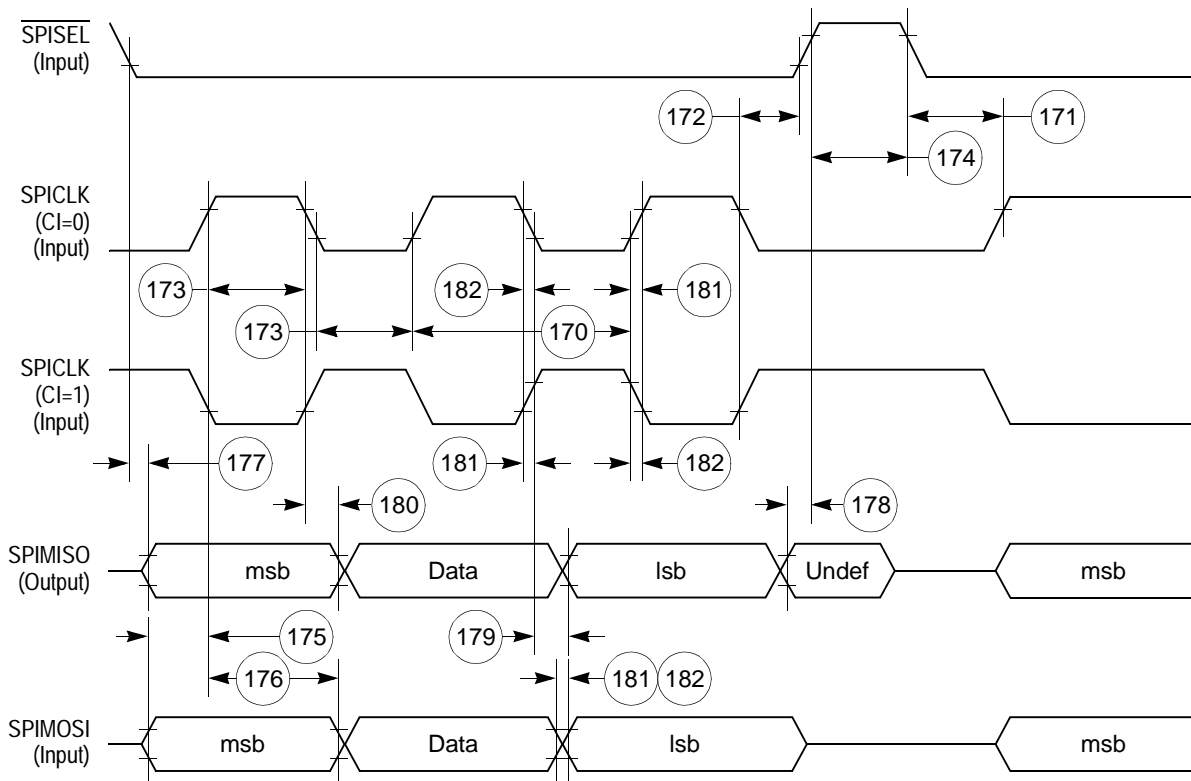 SPISEL
(Input)
172
171
174
SPICLK
(CI=0)
(Input)
173
182
181
173
170
SPICLK
(CI=1)
(Input)
177
181
182
180
178
SPIMISO
(Output)
msb
Data
lsb
Undef
msb
175
179
176
181
182
SPIMOSI
(Input)
msb
Data
lsb
msb